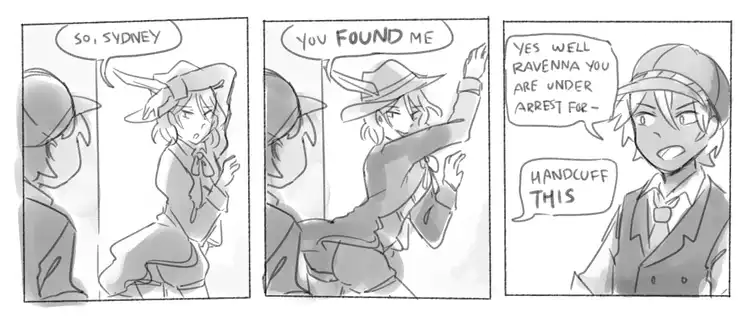 SO, SYDNEY
YOU FOUND ME
YES WELL
RAVENNA YOU
ARE UNDER
ARREST FOR-
HANDCUFF
THIS